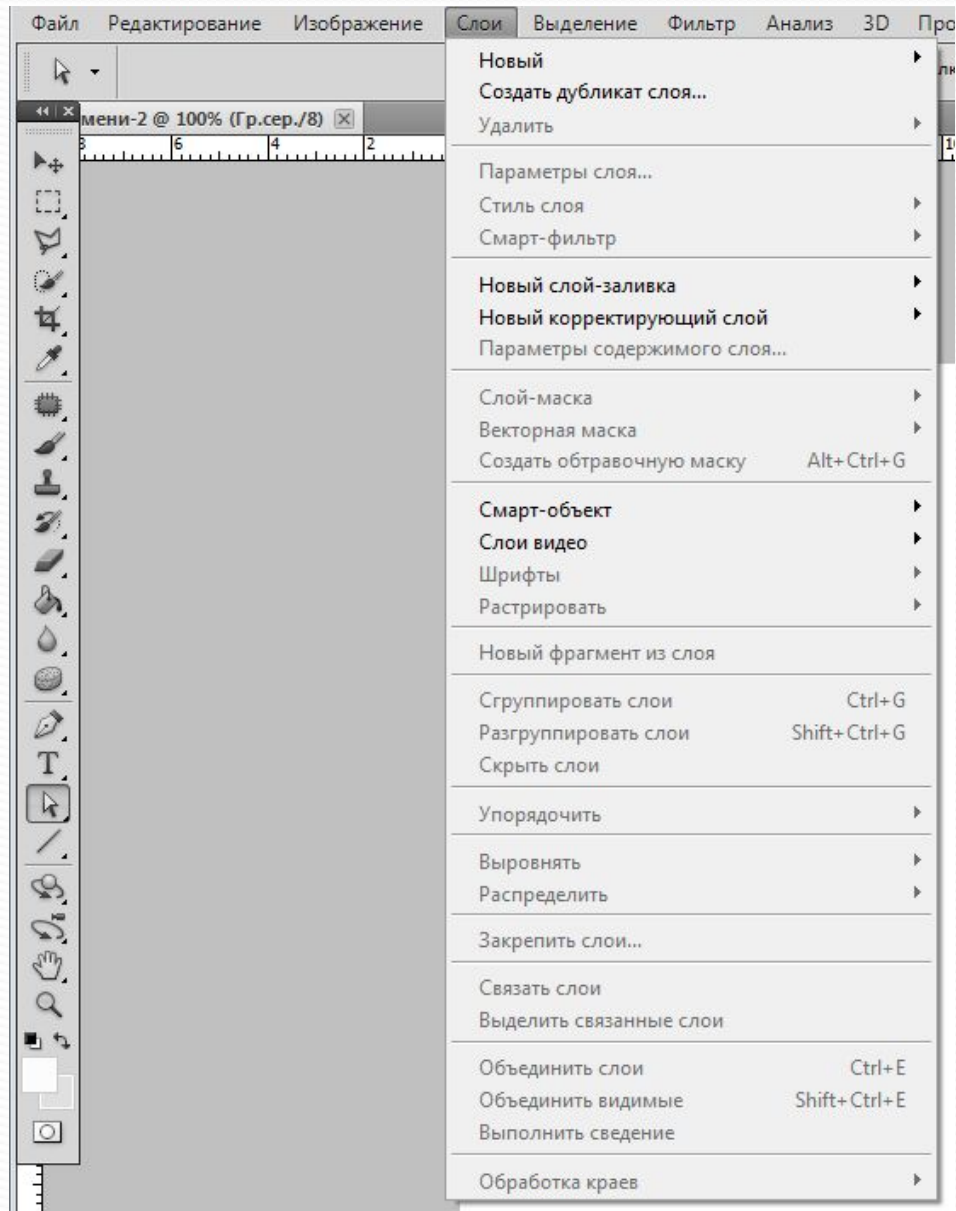 Файл Редактирование Изображение Слои Выделение Фильтр Анализ 3D
мени-2 @ 100% (Гр.сер./8)
6 4 2
Новый
Создать дубликат слоя...
Удалить
Параметры слоя...
Стиль слоя
Смарт-фильтр
Новый слой-заливка
Новый корректирующий слой
Параметры содержимого слоя...
Слой-маска
Векторная маска
Создать обтравочную маску Alt+Ctrl+G
Смарт-объект
Слои видео
Шрифты
Растрировать
Новый фрагмент из слоя
Сгруппировать слои Ctrl+G
Разгруппировать слои Shift+Ctrl+G
Скрыть слои
Упорядочить
Выровнять
Распределить
Закрепить слои...
Связать слои
Выделить связанные слои
Объединить слои Ctrl+E
Объединить видимые Shift+Ctrl+E
Выполнить сведение
Обработка краев